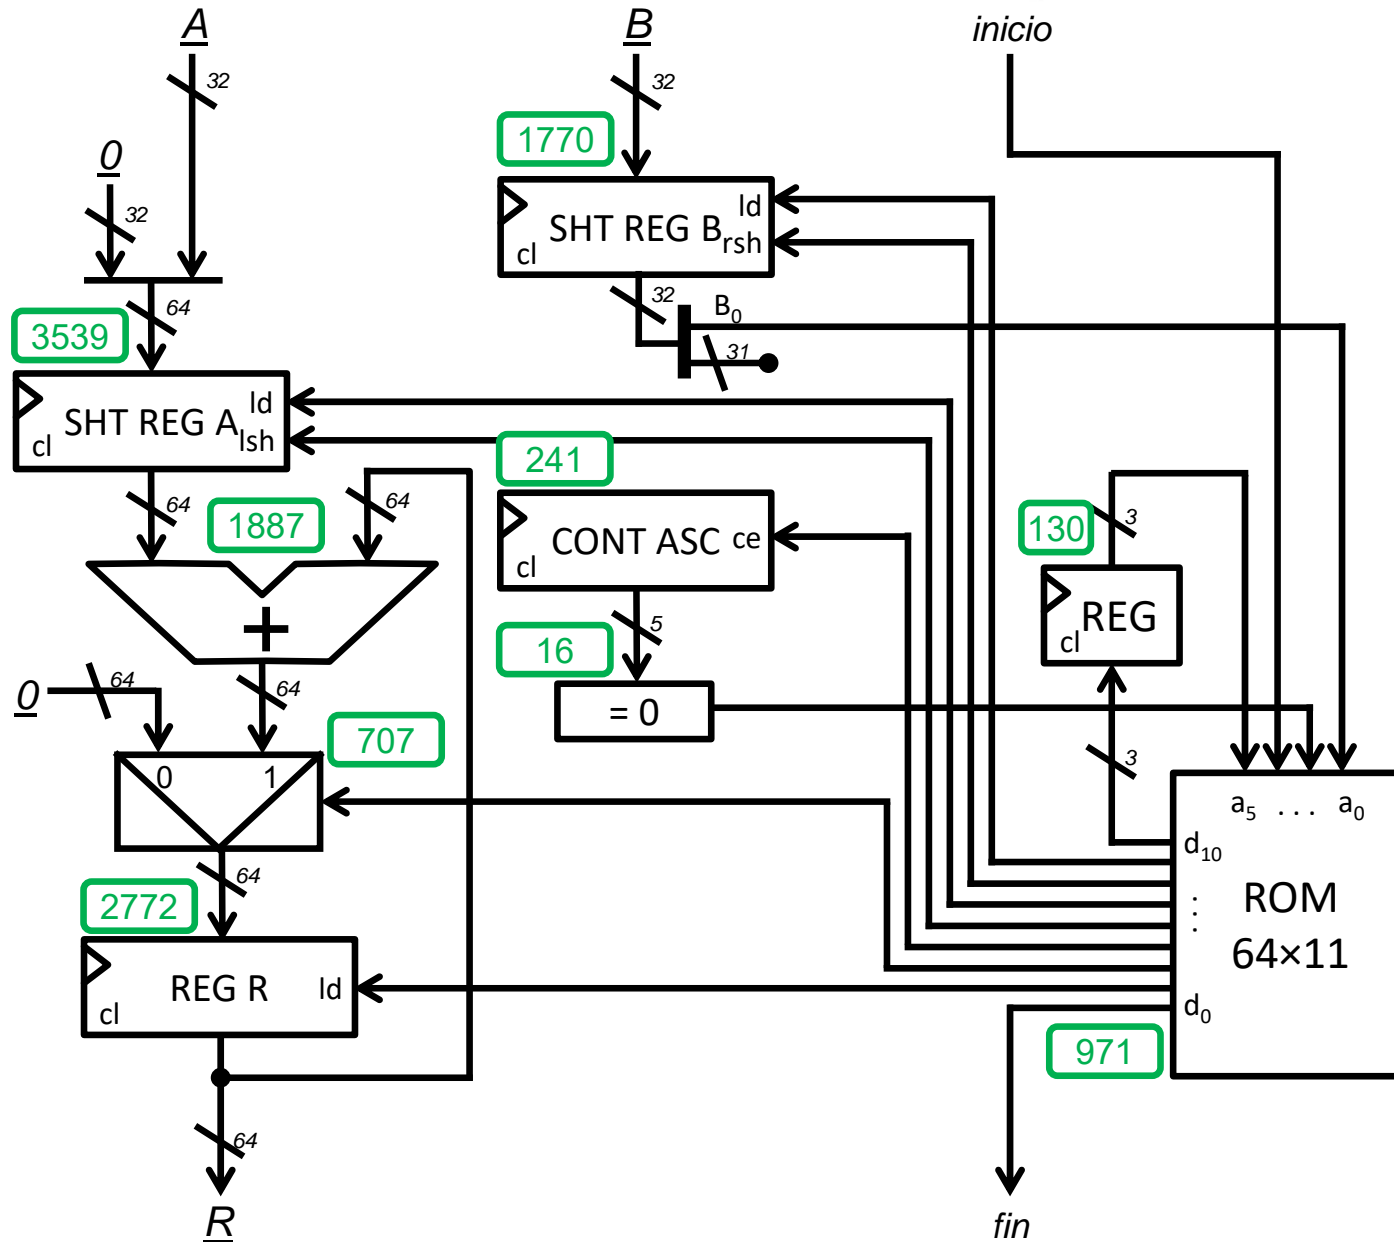 A
B
inicio
32
32
0
32
1770
ld
SHT REG B
rsh
cl
64
32
B0
31
3539
ld
SHT REG A
lsh
cl
241
64
64
1887
CONT ASC
ce
cl
130
3
REG
cl
+
5
16
= 0
0
64
64
707
0
1
3
a5 . . . a0
d10
ROM
64×11
. . .
d0
971
64
2772
REG R
ld
cl
64
R
fin